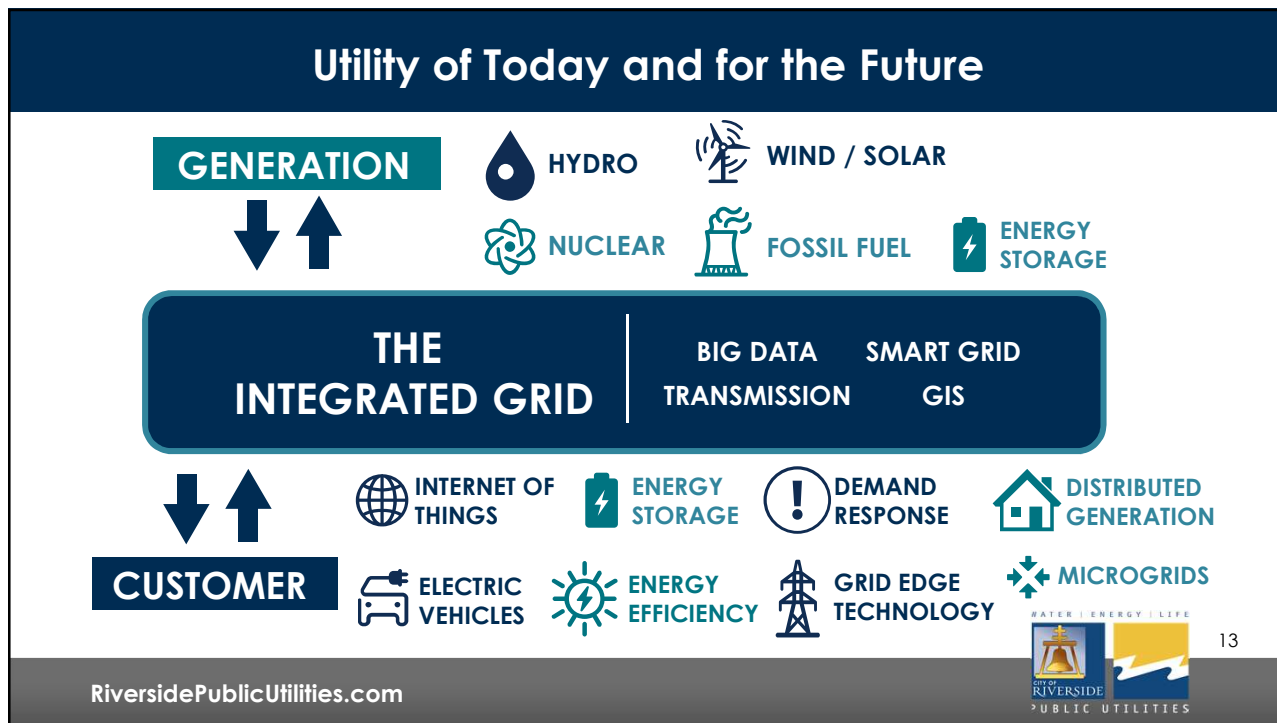 Utility of Today and for the Future
GENERATION
HYDRO
WIND / SOLAR
NUCLEAR
FOSSIL FUEL
ENERGY
STORAGE
THE
INTEGRATED GRID
BIG DATA
SMART GRID
TRANSMISSION
GIS
CUSTOMER
INTERNET OF
THINGS
ENERGY
STORAGE
DEMAND
RESPONSE
DISTRIBUTED
GENERATION
ELECTRIC
VEHICLES
ENERGY
EFFICIENCY
GRID EDGE
TECHNOLOGY
MICROGRIDS
WATER | ENERGY | LIFE
CITY OF
RIVERSIDE
PUBLIC UTILITIES
13
RiversidePublicUtilities.com